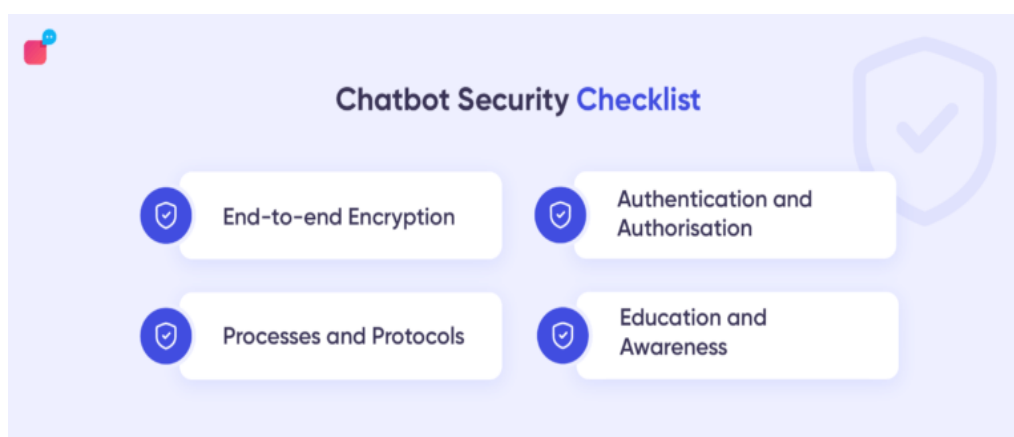 Chatbot Security Checklist
End-to-end Encryption
Authentication and
Authorisation
Processes and Protocols
Education and
Awareness